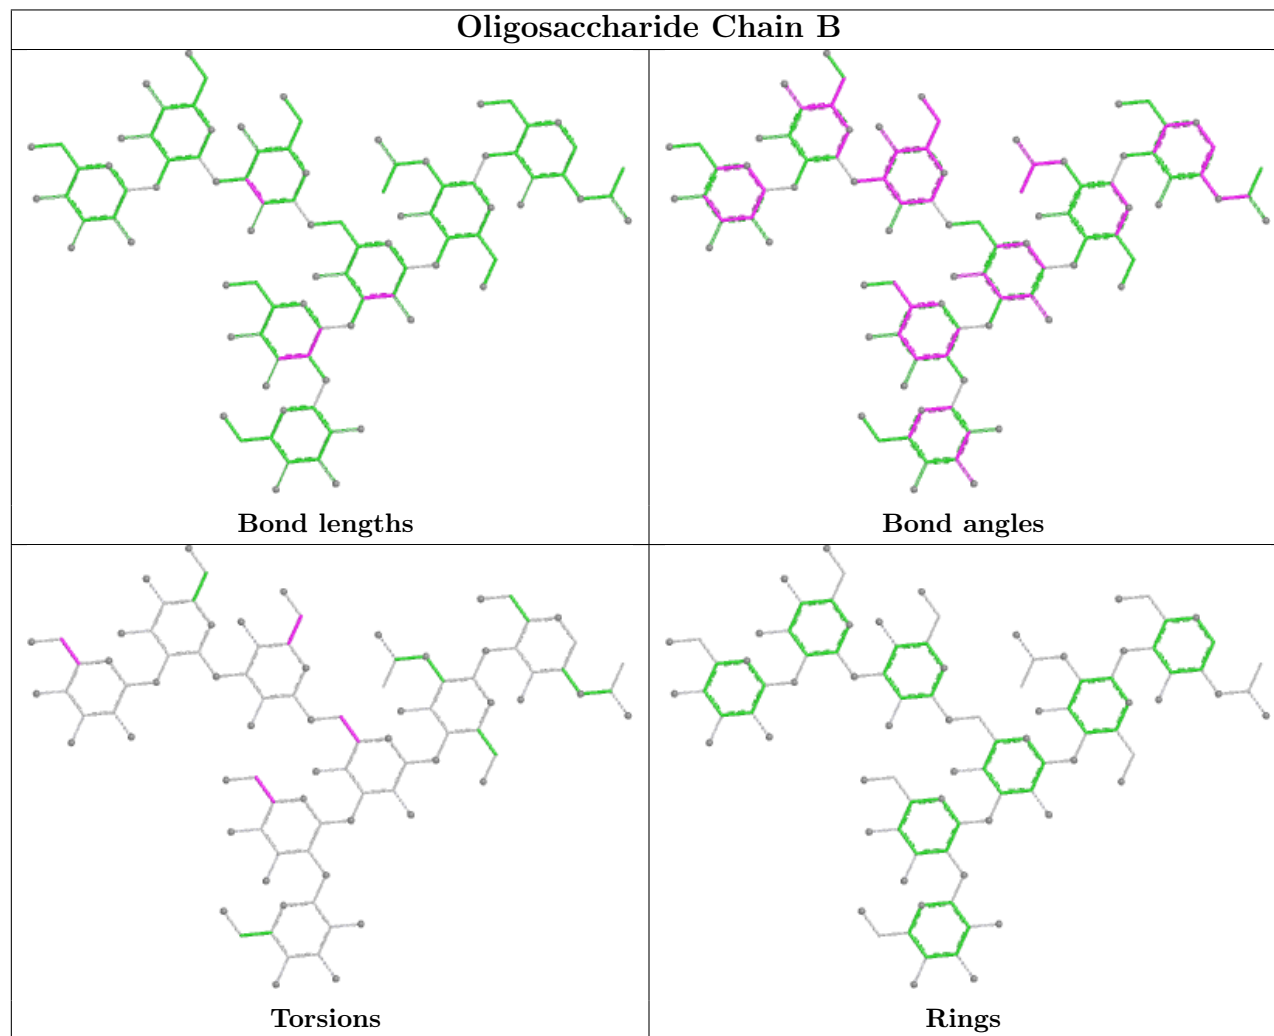 Oligosaccharide Chain B
Bond lengths
Bond angles
Torsions
Rings